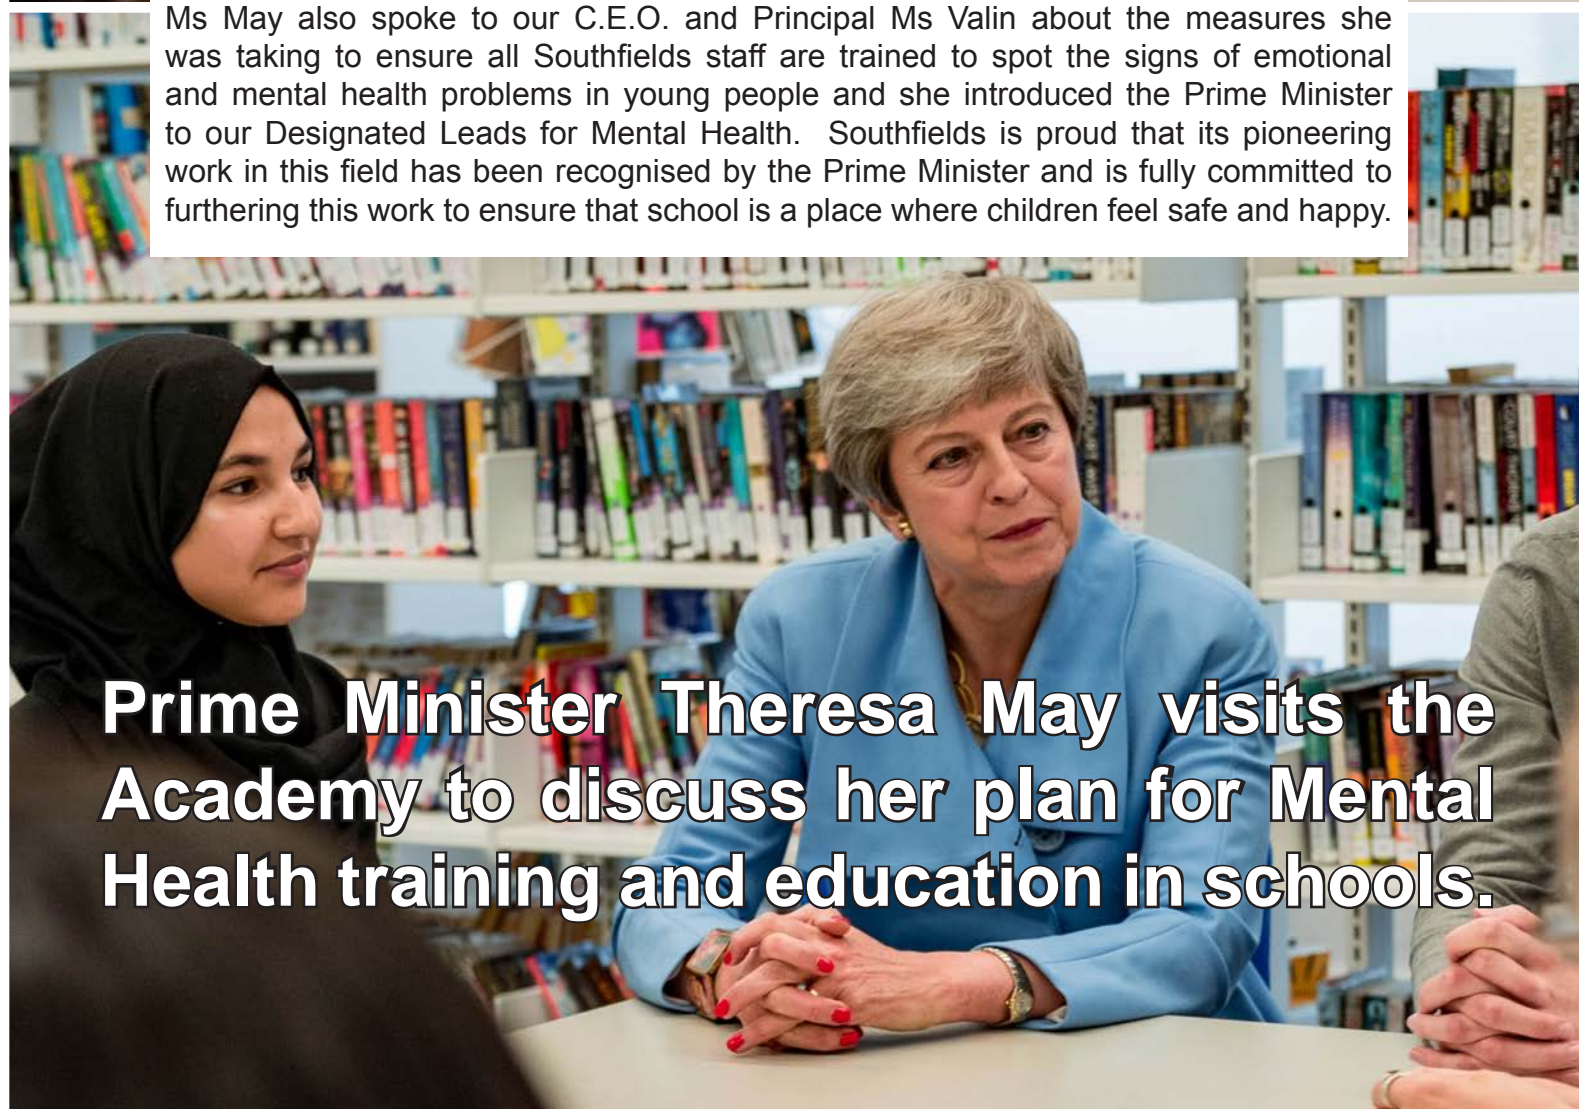 Ms May also spoke to our C.E.O. and Principal Ms Valin about the measures she
was taking to ensure all Southfields staff are trained to spot the signs of emotional
and mental health problems in young people and she introduced the Prime Minister
to our Designated Leads for Mental Health. Southfields is proud that its pioneering
work in this field has been recognised by the Prime Minister and is fully committed to
furthering this work to ensure that school is a place where children feel safe and happy.
Prime Minister Theresa May visits the
Academy to discuss her plan for Mental
Health training and education in schools.